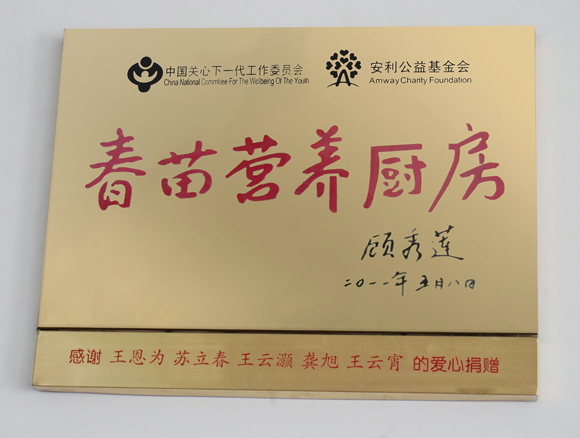 中国关心下一代工作委员会
China National Committee For The Wellbeing Of The Youth
安利公益基金会
Amway Charity Foundation
春苗营养厨房
顾秀莲
二〇一一年五月八日
感谢 王恩为 苏立春 王云灏 龚旭 王云宵 的爱心捐赠